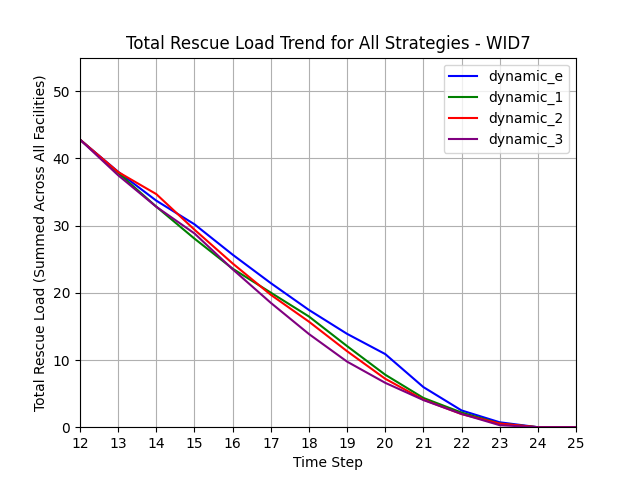 Total Rescue Load Trend for All Strategies - WID7
Total Rescue Load (Summed Across All Facilities)
50
40
30
20
10
0
dynamic_e
dynamic_1
dynamic_2
dynamic_3
12 13 14 15 16 17 18 19 20 21 22 23 24 25
Time Step